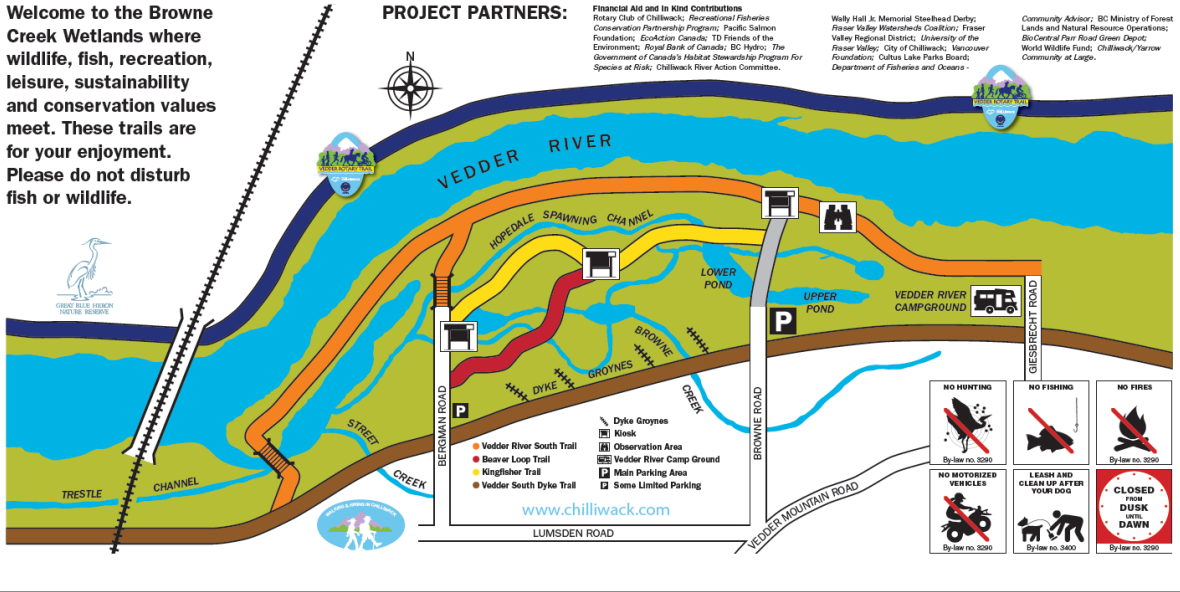 Welcome to the Browne
Creek Wetlands where
wildlife, fish, recreation,
leisure, sustainability
and conservation values
meet. These trails are
for your enjoyment.
Please do not disturb
fish or wildlife.
PROJECT PARTNERS:
Financial Aid and In Kind Contributions
Rotary Club of Chilliwack; Recreational Fisheries
Conservation Partnership Program; Pacific Salmon
Foundation; EcoAction Canada; TD Friends of the
Environment; Royal Bank of Canada; BC Hydro; The
Government of Canada's Habitat Stewardship Program For
Species at Risk; Chilliwack River Action Committee.
Wally Hall Jr. Memorial Steelhead Derby;
Fraser Valley Watersheds Coalition; Fraser
Valley Regional District; University of the
Fraser Valley; City of Chilliwack; Vancouver
Foundation; Cultus Lake Parks Board;
Department of Fisheries and Oceans -
Community Advisor; BC Ministry of Forest
Lands and Natural Resource Operations;
BioCentral Parr Road Green Depot;
World Wildlife Fund; Chilliwack/Yarrow
Community at Large.
N
VEDDER ROTARY TRAIL
VEDDER ROTARY TRAIL
VEDDER RIVER
HOPEDALE SPAWNING CHANNEL
GREAT BLUE HERON
NATURE RESERVE
LOWER
POND
UPPER
POND
VEDDER RIVER
CAMPGROUND
P
GIESBRECHT ROAD
BROWNE
CREEK
DYKE GROYNES
BERGMAN ROAD
P
BROWNE ROAD
STREET
CREEK
TRESTLE CHANNEL
Vedder River South Trail
Beaver Loop Trail
Kingfisher Trail
Vedder South Dyke Trail
Dyke Groynes
Kiosk
Observation Area
Vedder River Camp Ground
P Main Parking Area
P Some Limited Parking
www.chilliwack.com
WALKING & HIKING IN CHILLIWACK
LUMSDEN ROAD
VEDDER MOUNTAIN ROAD
NO HUNTING
By-law no. 3290
NO FISHING
NO FIRES
By-law no. 3290
NO MOTORIZED
VEHICLES
By-law no. 3290
LEASH AND
CLEAN UP AFTER
YOUR DOG
By-law no. 3400
CLOSED
FROM
DUSK
UNTIL
DAWN
By-law no. 3290